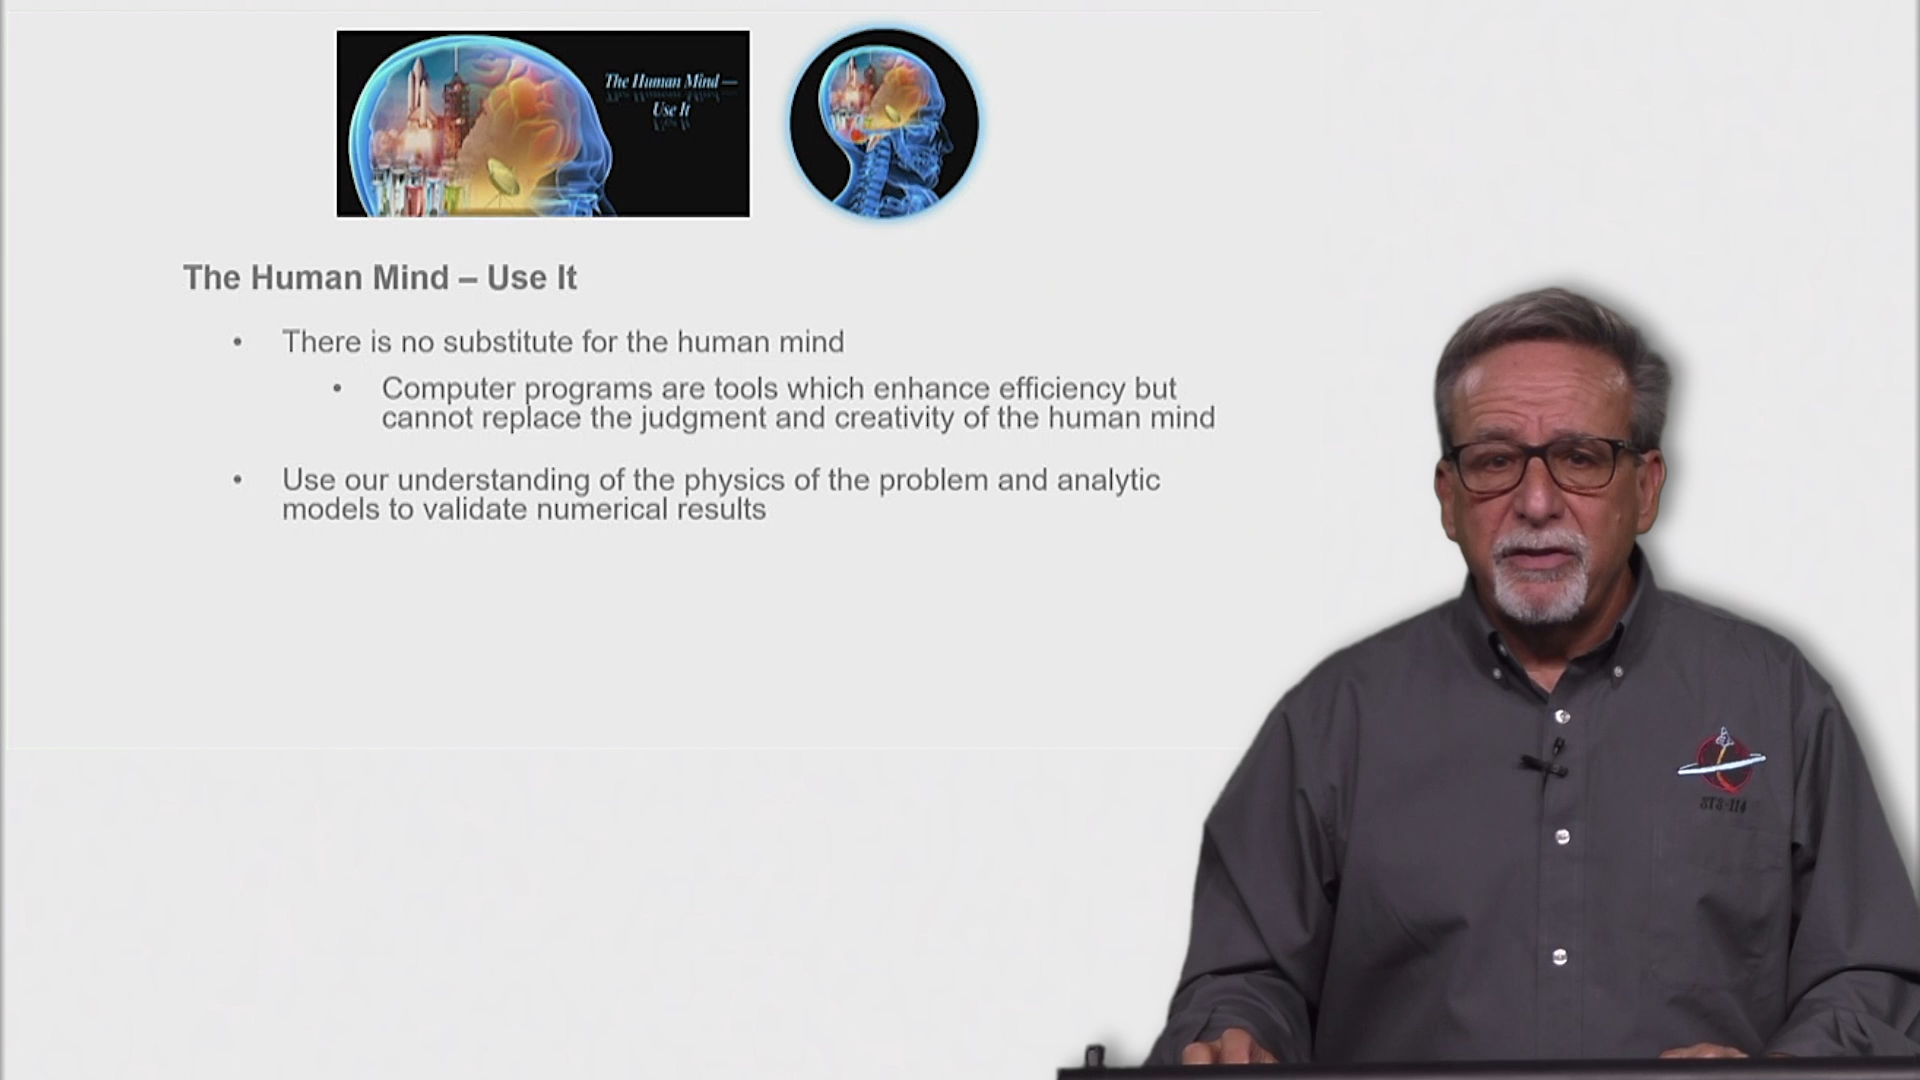 The Human Mind —
Use It
The Human Mind – Use It
• There is no substitute for the human mind
• Computer programs are tools which enhance efficiency but
cannot replace the judgment and creativity of the human mind
• Use our understanding of the physics of the problem and analytic
models to validate numerical results
STS-114